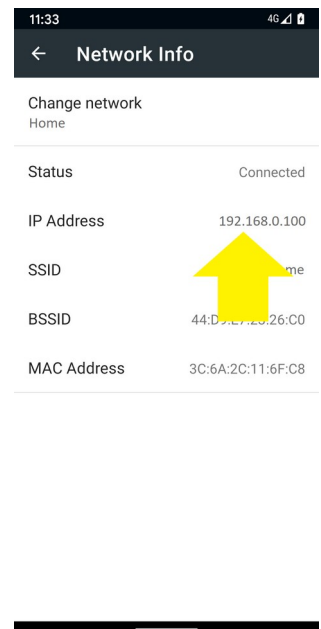 11:33 4G
Network Info
Change network
Home
Status Connected
IP Address 192.168.0.100
SSID
BSSID
MAC Address 3C:6A:2C:11:6F:C8